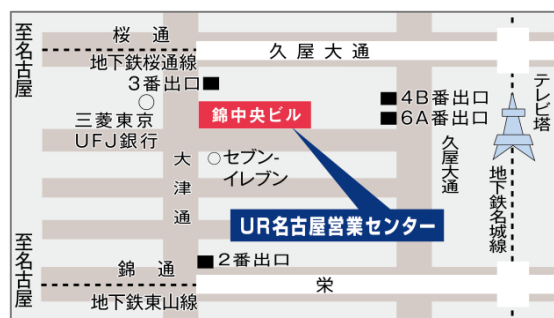 至名古屋
桜通
久屋大通
地下鉄桜通線
3番出口
三菱東京
UFJ銀行
錦中央ビル
4B番出口
6A番出口
テレビ塔
大津通
セブン-
イレブン
久屋大通
地下鉄名城線
UR名古屋営業センター
至名古屋
錦通
2番出口
栄
地下鉄東山線